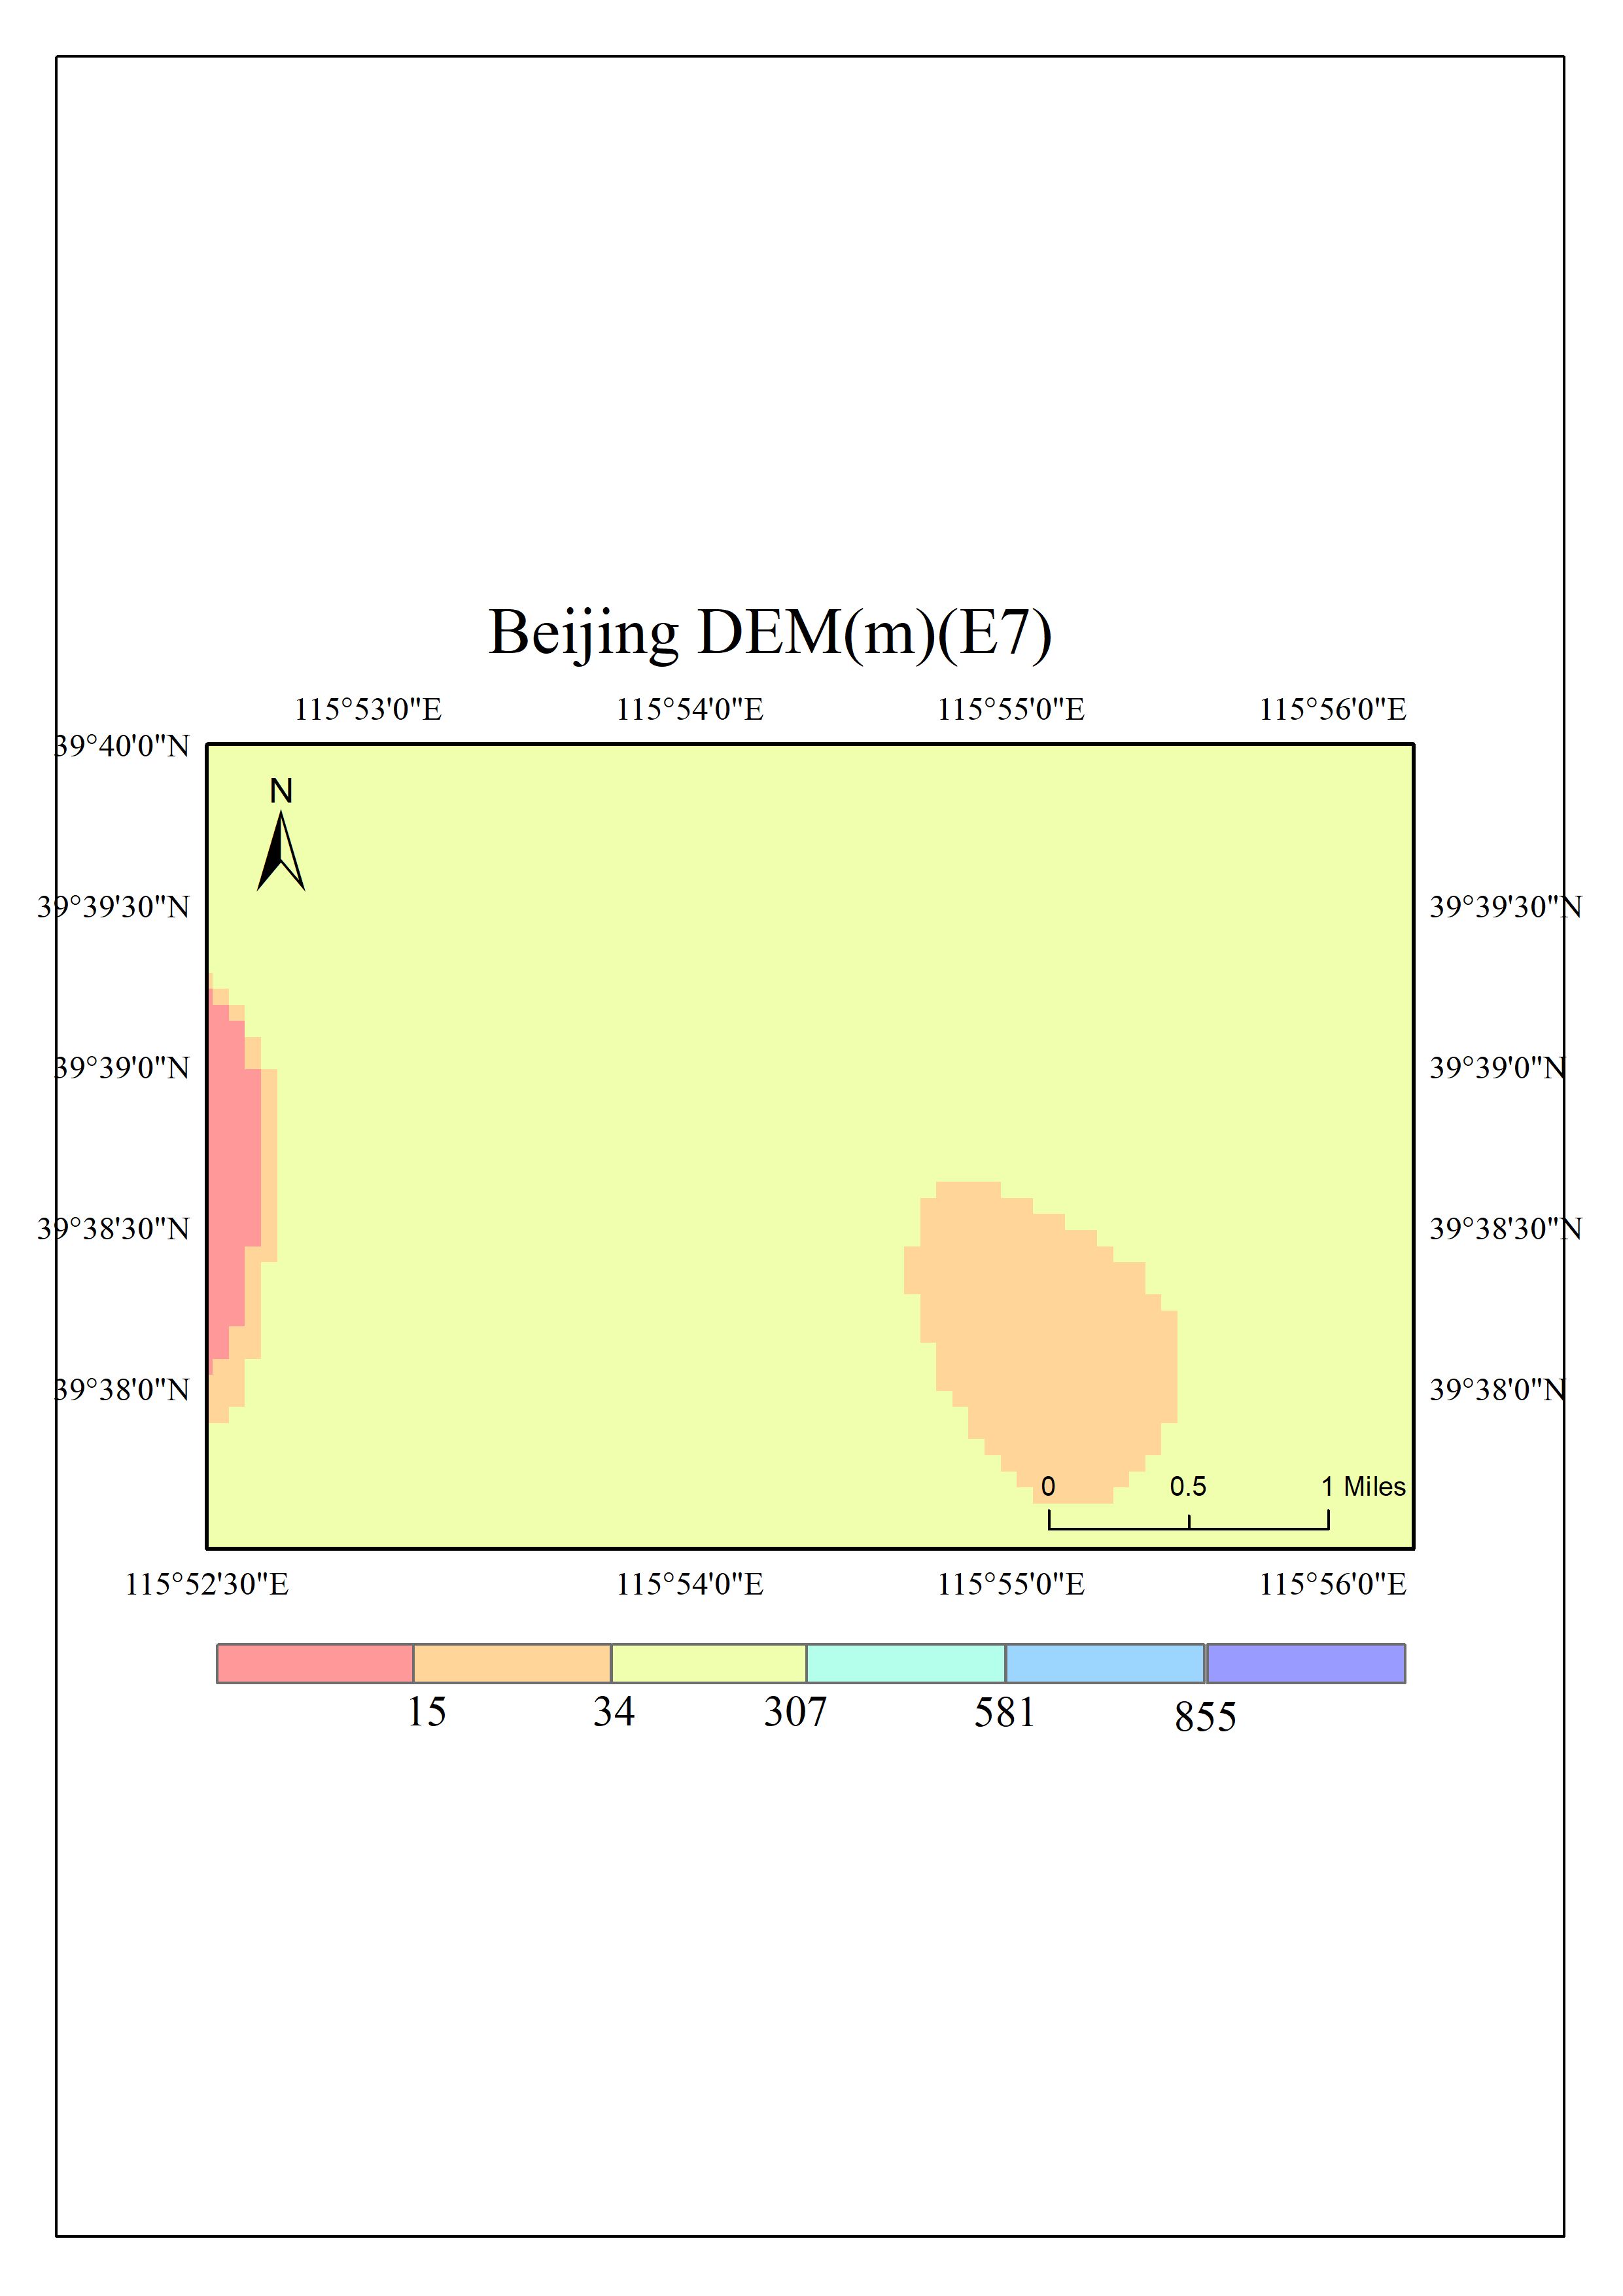 Beijing DEM(m)(E7)
115°53'0"E 115°54'0"E 115°55'0"E 115°56'0"E
39°40'0"N
N
39°39'30"N 39°39'30"N
39°39'0"N 39°39'0"N
39°38'30"N 39°38'30"N
39°38'0"N 39°38'0"N
0 0.5 1 Miles
115°52'30"E 115°54'0"E 115°55'0"E 115°56'0"E
15 34 307 581 855